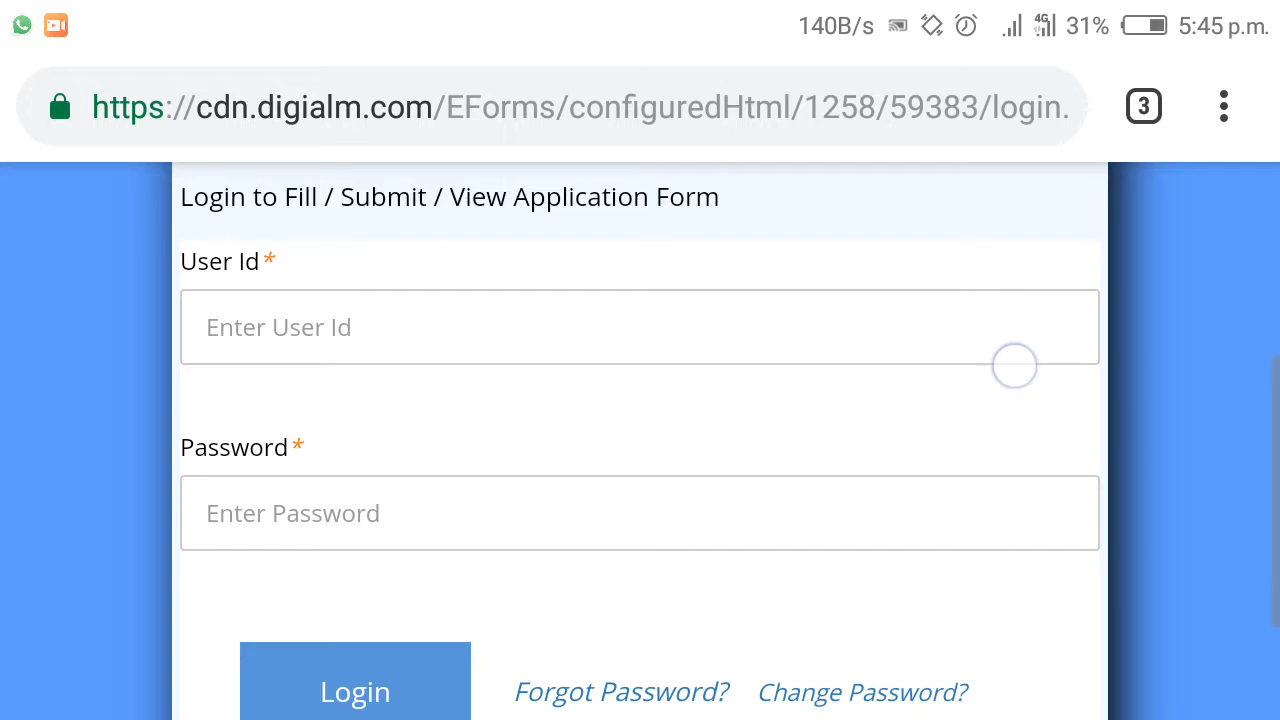 140B/s 4G 31% 5:45 p.m.
https://cdn.digialm.com/EForms/configuredHtml/1258/59383/login. 3
Login to Fill / Submit / View Application Form
User Id*
Enter User Id
Password*
Enter Password
Login Forgot Password? Change Password?